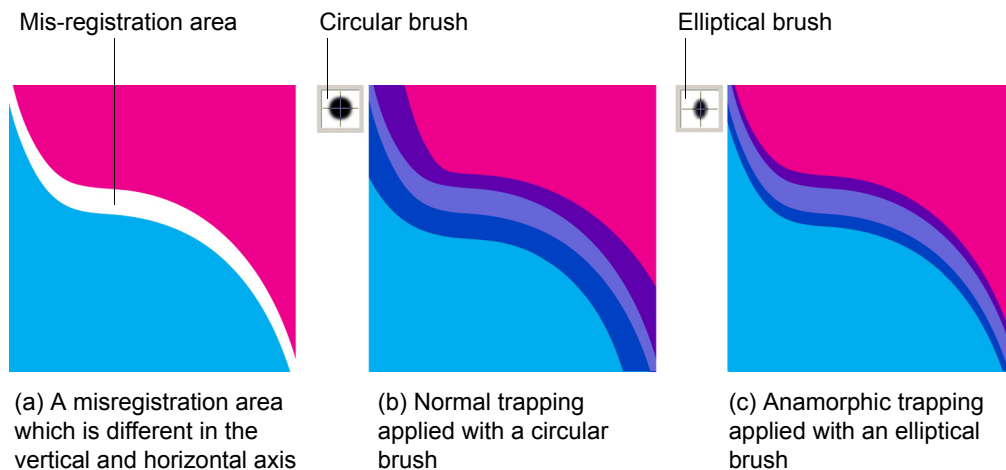 Mis-registration area
Circular brush
Elliptical brush
(a) A misregistration area
which is different in the
vertical and horizontal axis
(b) Normal trapping
applied with a circular
brush
(c) Anamorphic trapping
applied with an elliptical
brush